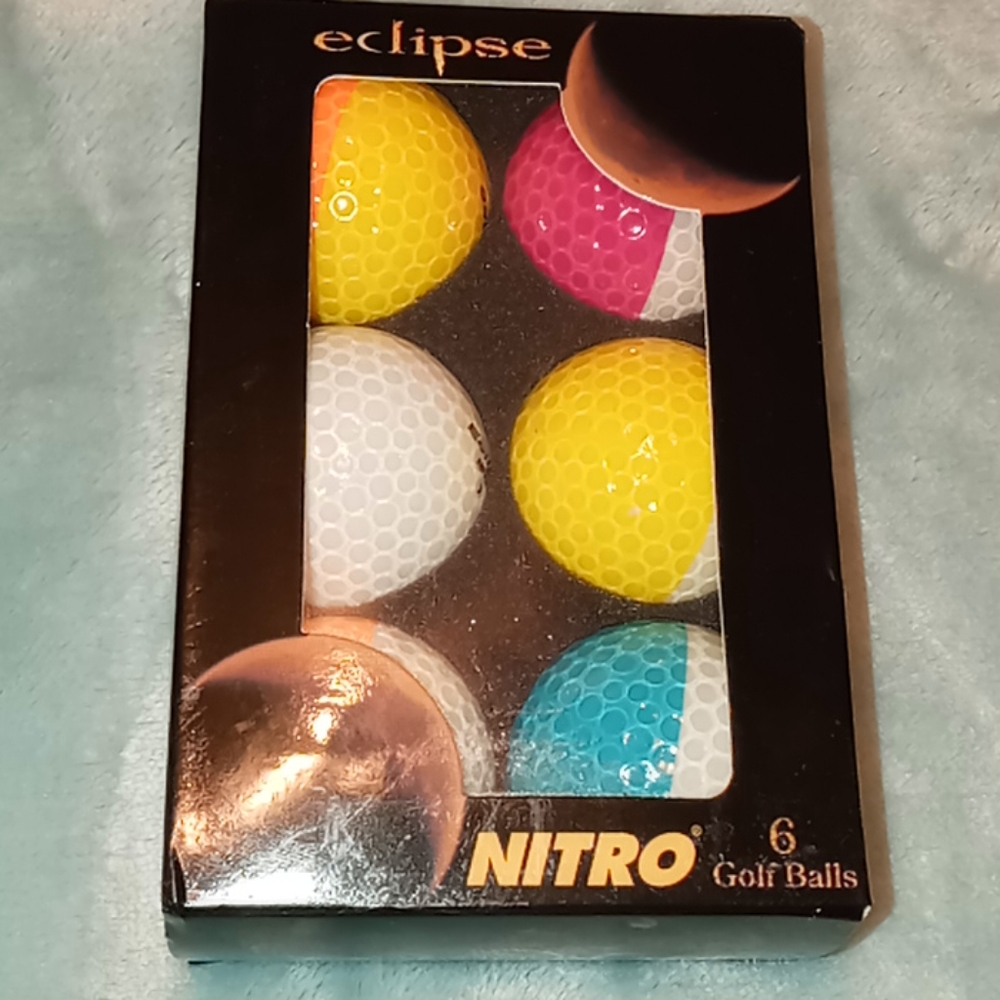 eclipse
NITRO®
6
Golf Balls